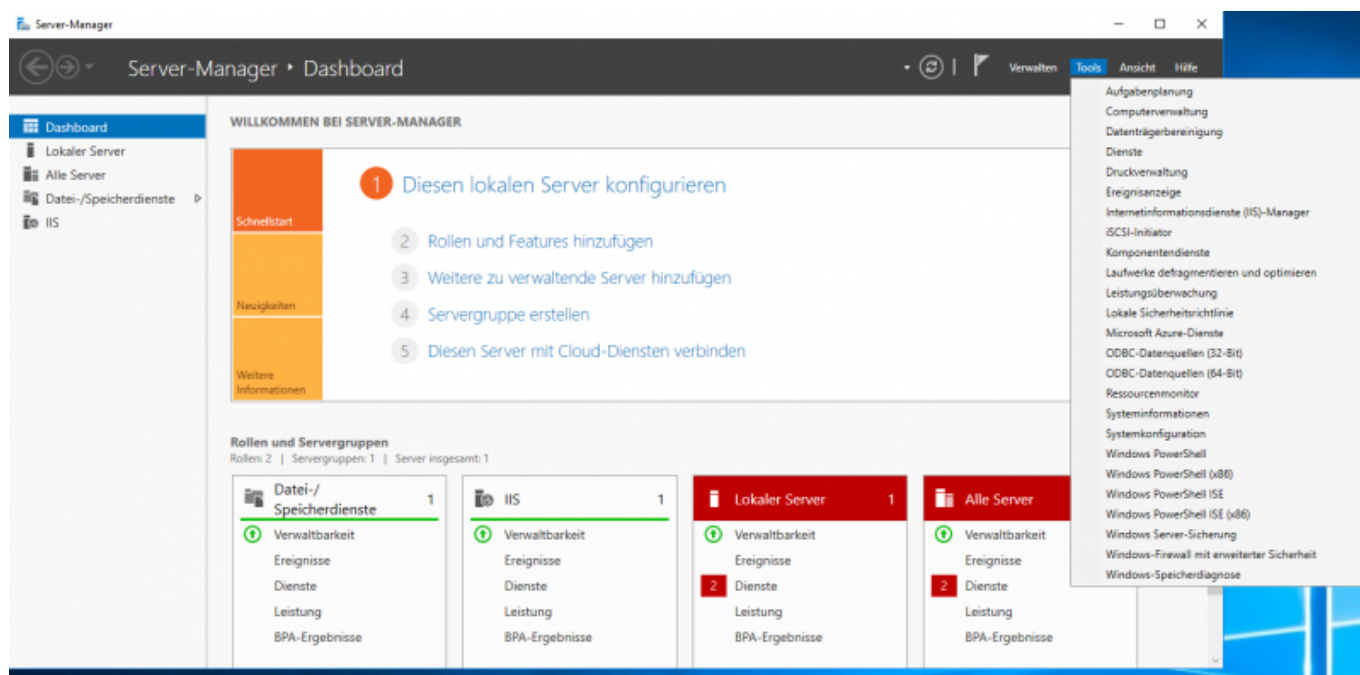 Server-Manager
Server-Manager ‣ Dashboard
Verwalten Tools Ansicht Hilfe
Dashboard
Lokaler Server
Alle Server
Datei-/Speicherdienste
IIS
WILLKOMMEN BEI SERVER-MANAGER
Schnellstart
Neuigkeiten
Weitere
Informationen
1 Diesen lokalen Server konfigurieren
2 Rollen und Features hinzufügen
3 Weitere zu verwaltende Server hinzufügen
4 Servergruppe erstellen
5 Diesen Server mit Cloud-Diensten verbinden
Rollen und Servergruppen
Rollen: 2 | Servergruppen: 1 | Server insgesamt: 1
Datei-/
Speicherdienste 1
Verwaltbarkeit
Ereignisse
Dienste
Leistung
BPA-Ergebnisse
IIS 1
Verwaltbarkeit
Ereignisse
Dienste
Leistung
BPA-Ergebnisse
Lokaler Server 1
Verwaltbarkeit
Ereignisse
2 Dienste
Leistung
BPA-Ergebnisse
Alle Server
Verwaltbarkeit
Ereignisse
2 Dienste
Leistung
BPA-Ergebnisse
Aufgabenplanung
Computerverwaltung
Datenträgerbereinigung
Dienste
Druckverwaltung
Ereignisanzeige
Internetinformationsdienste (IIS)-Manager
iSCSI-Initiator
Komponentendienste
Laufwerke defragmentieren und optimieren
Leistungsüberwachung
Lokale Sicherheitsrichtlinie
Microsoft Azure-Dienste
ODBC-Datenquellen (32-Bit)
ODBC-Datenquellen (64-Bit)
Ressourcenmonitor
Systeminformationen
Systemkonfiguration
Windows PowerShell
Windows PowerShell (x86)
Windows PowerShell ISE
Windows PowerShell ISE (x86)
Windows Server-Sicherung
Windows-Firewall mit erweiterter Sicherheit
Windows-Speicherdiagnose